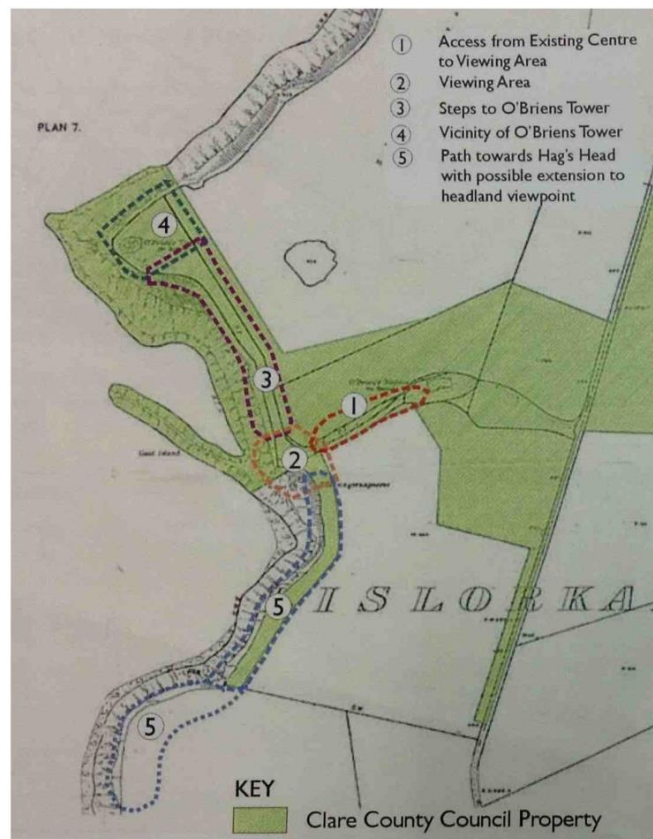 PLAN 7.
① Access from Existing Centre
to Viewing Area
② Viewing Area
③ Steps to O'Briens Tower
④ Vicinity of O'Briens Tower
⑤ Path towards Hag's Head
with possible extension to
headland viewpoint
4
3
1
2
Goat Island
5
ISLORKA
5
KEY
Clare County Council Property